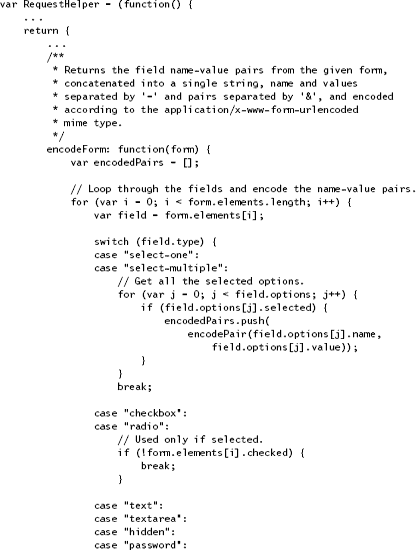 var RequestHelper = (function() {
...
return {
...
/**
* Returns the field name-value pairs from the given form,
* concatenated into a single string, name and values
* separated by '=' and pairs separated by '&', and encoded
* according to the application/x-www-form-urlencoded
* mime type.
*/
encodeForm: function(form) {
var encodedPairs = [];
// Loop through the fields and encode the name-value pairs.
for (var i = 0; i < form.elements.length; i++) {
var field = form.elements[i];
switch (field.type) {
case "select-one":
case "select-multiple":
// Get all the selected options.
for (var j = 0; j < field.options; j++) {
if (field.options[j].selected) {
encodedPairs.push(
encodePair(field.options[j].name,
field.options[j].value));
}
}
break;
case "checkbox":
case "radio":
// Used only if selected.
if (!form.elements[i].checked) {
break;
}
case "text":
case "textarea":
case "hidden":
case "password":